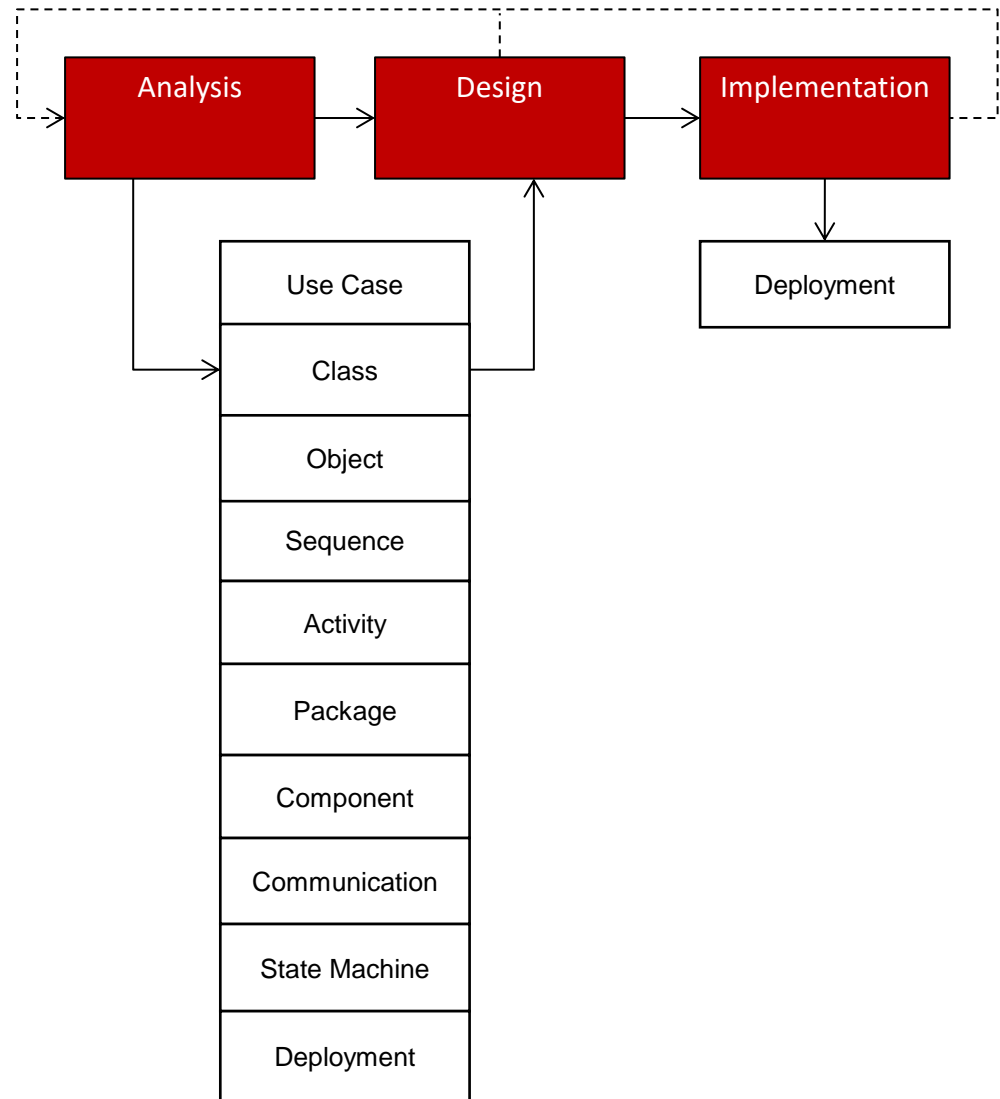 Analysis
Design
Implementation
Use Case
Deployment
Class
Object
Sequence
Activity
Package
Component
Communication
State Machine
Deployment